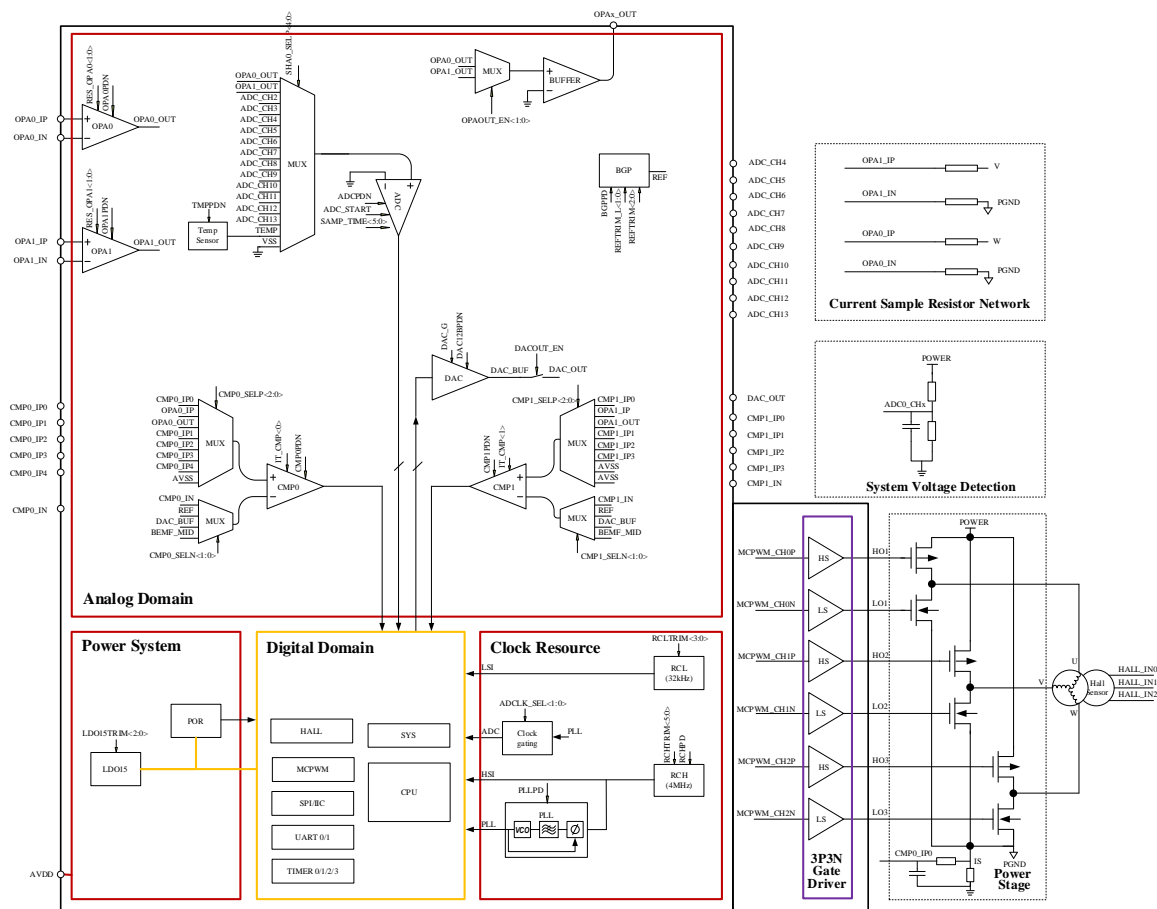 OPAx_OUT
SHA0_SELP<4:0>
RES_OPA0<1:0>
OPA0PDN
OPA0_IP
OPA0_IN
OPA0
OPA0_OUT
RES_OPA1<1:0>
OPA1PDN
OPA1_IP
OPA1_IN
OPA1
OPA1_OUT
TMPPDN
Temp
Sensor
OPA0_OUT
OPA1_OUT
ADC_CH2
ADC_CH3
ADC_CH4
ADC_CH5
ADC_CH6
ADC_CH7
ADC_CH8
ADC_CH9
ADC_CH10
ADC_CH11
ADC_CH12
ADC_CH13
TEMP
VSS
MUX
ADCPDN
ADC_START
SAMP_TIME<5:0>
ADC
OPA0_OUT
OPA1_OUT
MUX
BUFFER
OPAOUT_EN<1:0>
BGP
REF
BGPPD
REFTRIM_L<1:0>
REFTRIM<2:0>
ADC_CH4
ADC_CH5
ADC_CH6
ADC_CH7
ADC_CH8
ADC_CH9
ADC_CH10
ADC_CH11
ADC_CH12
ADC_CH13
OPA1_IP
V
OPA1_IN
PGND
OPA0_IP
W
OPA0_IN
PGND
Current Sample Resistor Network
DAC_G
DAC12BPDN
DAC
DACOUT_EN
DAC_BUF
DAC_OUT
POWER
ADC0_CHx
System Voltage Detection
CMP0_IP0
CMP0_IP1
CMP0_IP2
CMP0_IP3
CMP0_IP4
CMP0_IN
CMP0_SELP<2:0>
CMP0_IP0
OPA0_IP
OPA0_OUT
CMP0_IP1
CMP0_IP2
CMP0_IP3
CMP0_IP4
AVSS
MUX
CMP0_IN
REF
DAC_BUF
BEMF_MID
MUX
CMP0_SELN<1:0>
IT_CMP<0>
CMP0PDN
CMP0
CMP1_SELP<2:0>
CMP1_IP0
OPA1_IP
OPA1_OUT
CMP1_IP1
CMP1_IP2
CMP1_IP3
AVSS
AVSS
MUX
CMP1PDN
IT_CMP<1>
CMP1
CMP1_IN
REF
DAC_BUF
BEMF_MID
MUX
CMP1_SELN<1:0>
DAC_OUT
CMP1_IP0
CMP1_IP1
CMP1_IP2
CMP1_IP3
CMP1_IN
Analog Domain
Power System
LDO15TRIM<2:0>
LDO15
POR
AVDD
Digital Domain
HALL
SYS
MCPWM
CPU
SPI/IIC
UART 0/1
TIMER 0/1/2/3
Clock Resource
LSI
RCLTRIM<3:0>
RCL
(32kHz)
ADCLK_SEL<1:0>
ADC
Clock
gating
PLL
HSI
RCHTRIM<5:0>
RCHPD
RCH
(4MHz)
PLLPD
PLL
PLL
VCO
Ø
MCPWM_CH0P
HS
HO1
MCPWM_CH0N
LS
LO1
MCPWM_CH1P
HS
HO2
MCPWM_CH1N
LS
LO2
MCPWM_CH2P
HS
HO3
MCPWM_CH2N
LS
LO3
3P3N
Gate
Driver
POWER
U
V
W
Hall
Sensor
HALL_IN0
HALL_IN1
HALL_IN2
CMP0_IP0
IS
PGND
Power
Stage